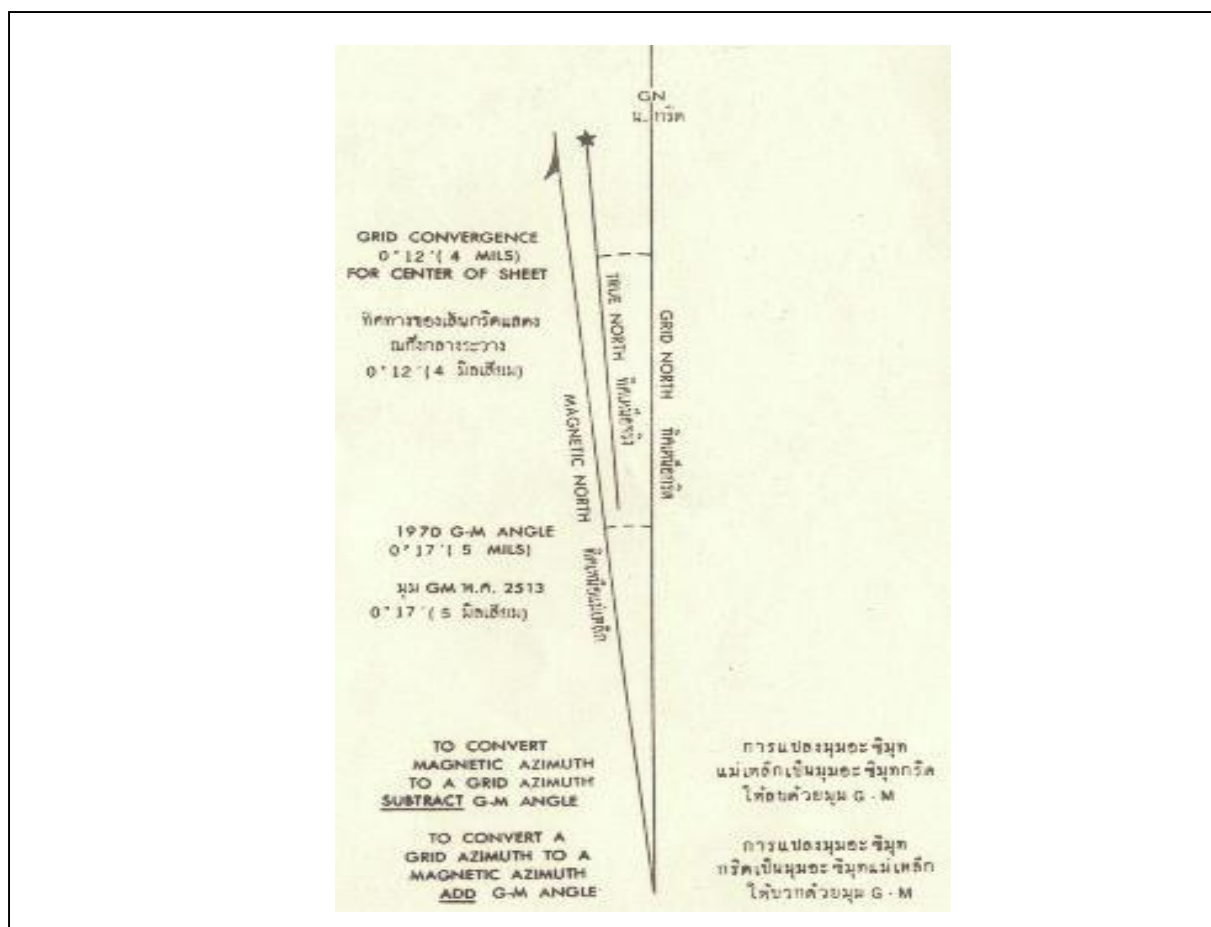 GN
น. กริด
GRID CONVERGENCE
0°12'( 4 MILS)
FOR CENTER OF SHEET
ทิศทางของเส้นกริดแสดง
ณกึ่งกลางระวาง
0°12'(4 มิลเลียม)
TRUE NORTH ทิศเหนือจริง
GRID NORTH ทิศเหนือกริด
MAGNETIC NORTH ทิศเหนือแม่เหล็ก
1970 G-M ANGLE
0°17'( 5 MILS)
มุม GM พ.ศ. 2513
0°17'( 5 มิลเลียม)
TO CONVERT
MAGNETIC AZIMUTH
TO A GRID AZIMUTH
SUBTRACT G-M ANGLE
TO CONVERT A
GRID AZIMUTH TO A
MAGNETIC AZIMUTH
ADD G-M ANGLE
การแปลงมุมอะซิมุท
แม่เหล็กเป็นมุมอะซิมุทกริด
ให้ลบด้วยมุม G - M
การแปลงมุมอะซิมุท
กริดเป็นมุมอะซิมุทแม่เหล็ก
ให้บวกด้วยมุม G - M